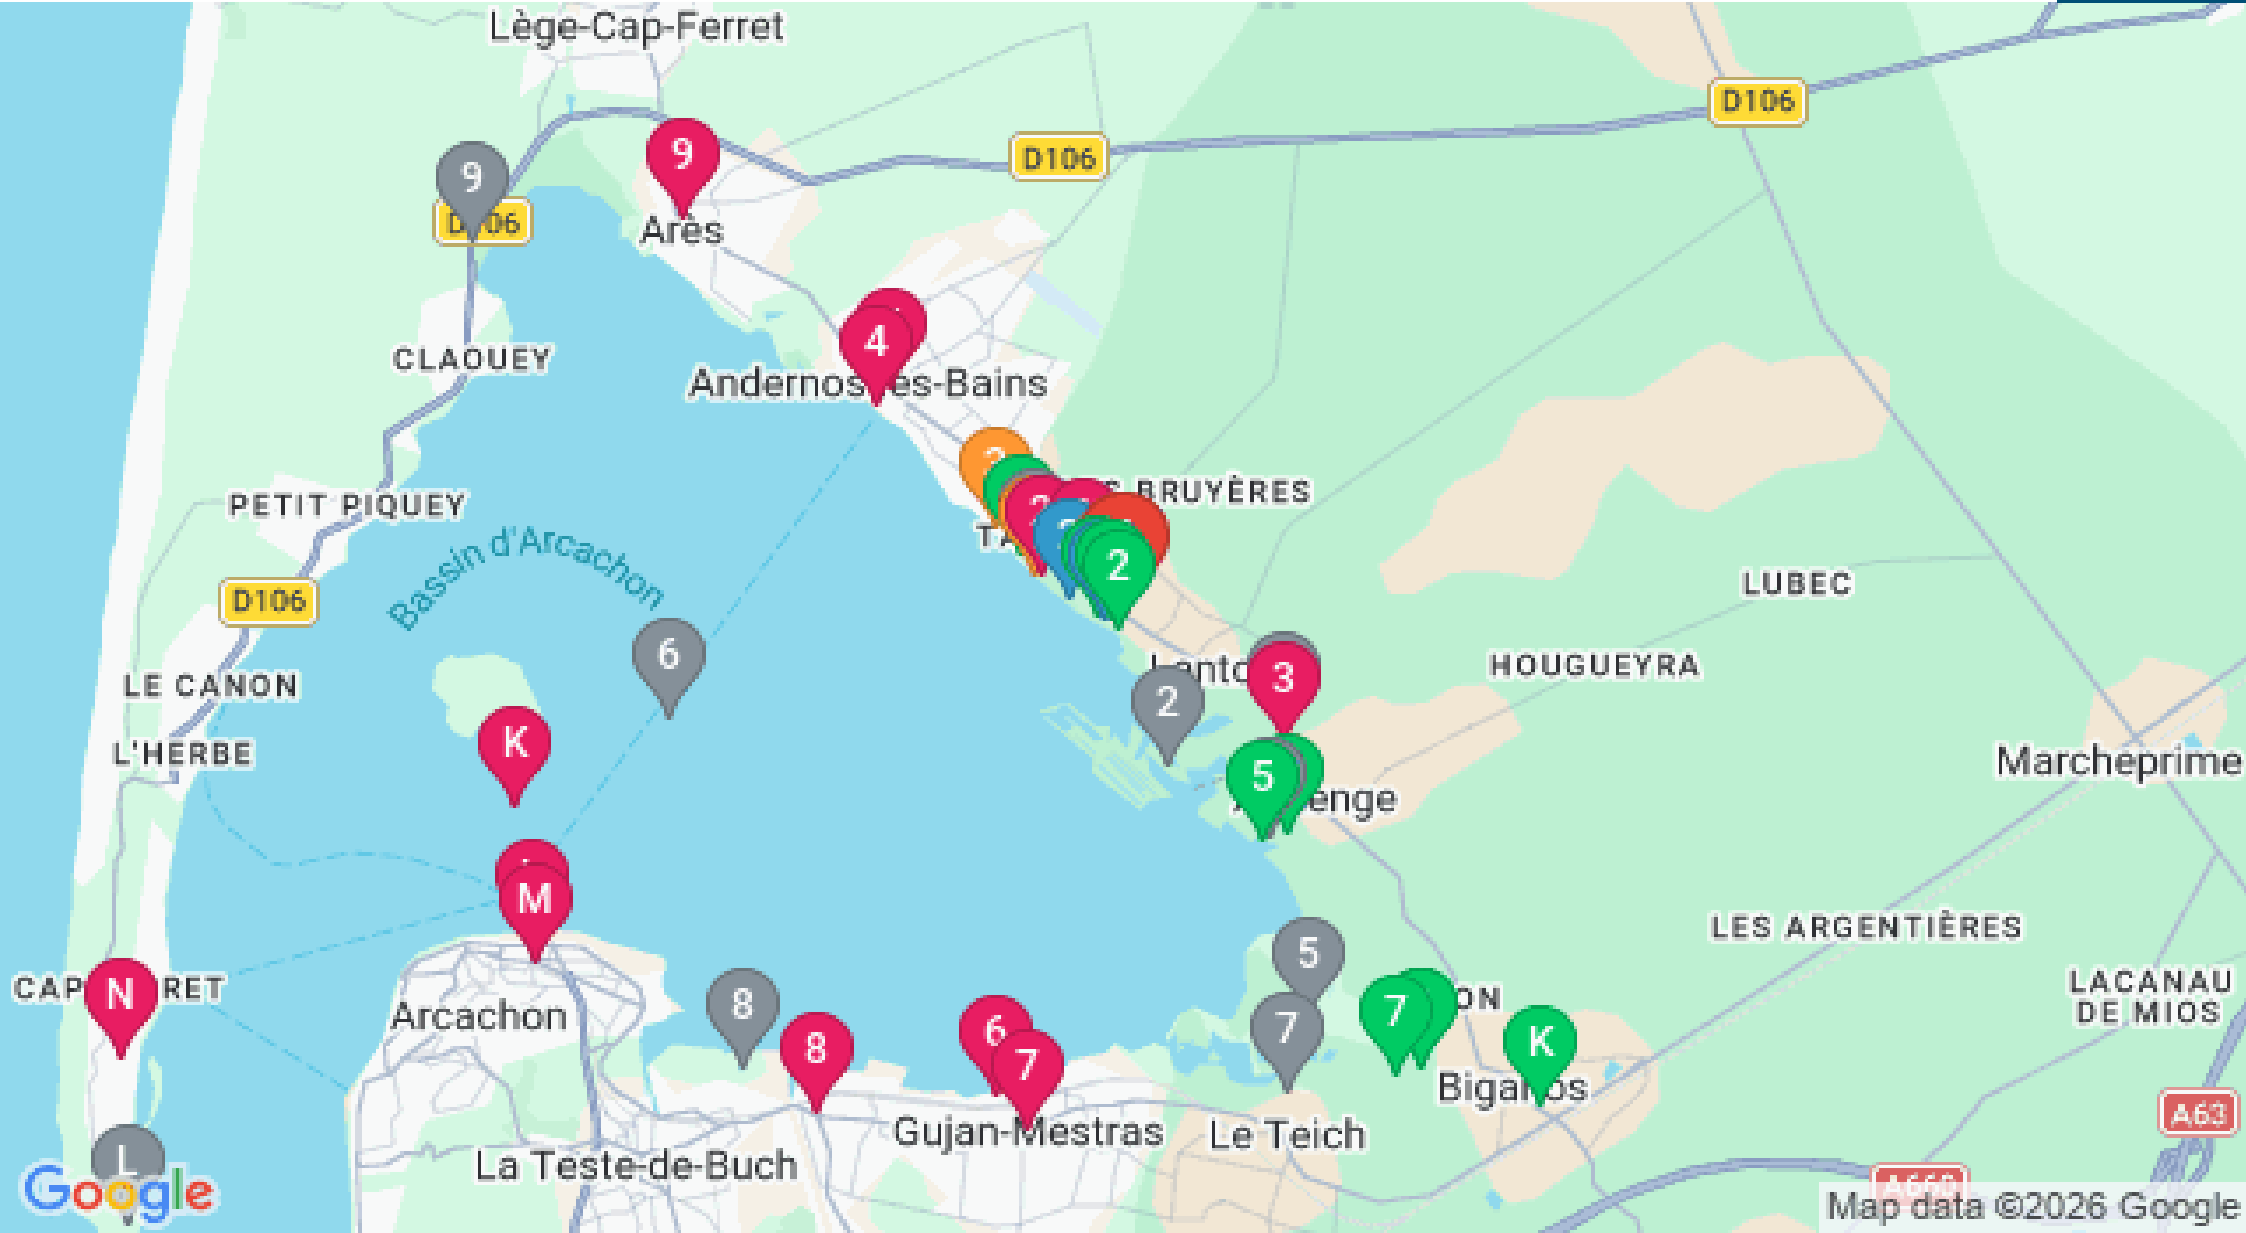 Lège-Cap-Ferret
D106
D106
9
9
Arès
4
CLAOUEY
Andernos-les-Bains
PETIT PIQUEY
BRUYÈRES
Bassin d'Arcachon
2
D106
LUBEC
6
3
HOUGUEYRA
LE CANON
2
K
L'HERBE
Marcheprime
5
M
LES ARGENTIÈRES
5
N
8
7
LACANAU
DE MIOS
Arcachon
6
7
8
7
K
Biganos
A63
Gujan-Mestras
Le Teich
La Teste-de-Buch
L
A660
Google
Map data ©2026 Google